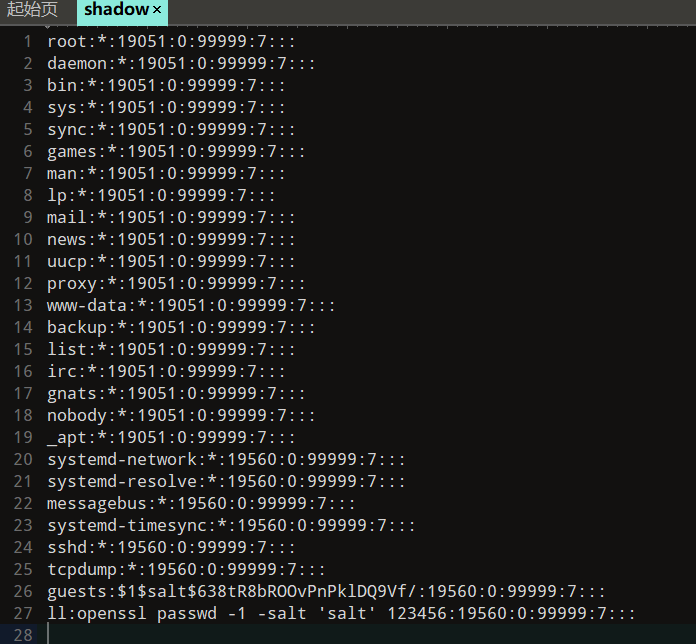 起始页 shadow ×
1 root:*:19051:0:99999:7:::
2 daemon:*:19051:0:99999:7:::
3 bin:*:19051:0:99999:7:::
4 sys:*:19051:0:99999:7:::
5 sync:*:19051:0:99999:7:::
6 games:*:19051:0:99999:7:::
7 man:*:19051:0:99999:7:::
8 lp:*:19051:0:99999:7:::
9 mail:*:19051:0:99999:7:::
10 news:*:19051:0:99999:7:::
11 uucp:*:19051:0:99999:7:::
12 proxy:*:19051:0:99999:7:::
13 www-data:*:19051:0:99999:7:::
14 backup:*:19051:0:99999:7:::
15 list:*:19051:0:99999:7:::
16 irc:*:19051:0:99999:7:::
17 gnats:*:19051:0:99999:7:::
18 nobody:*:19051:0:99999:7:::
19 _apt:*:19051:0:99999:7:::
20 systemd-network:*:19560:0:99999:7:::
21 systemd-resolve:*:19560:0:99999:7:::
22 messagebus:*:19560:0:99999:7:::
23 systemd-timesync:*:19560:0:99999:7:::
24 sshd:*:19560:0:99999:7:::
25 tcpdump:*:19560:0:99999:7:::
26 guests:$1$salt$638tR8bROOvPnPklDQ9Vf/:19560:0:99999:7:::
27 ll:openssl passwd -1 -salt 'salt' 123456:19560:0:99999:7:::
28